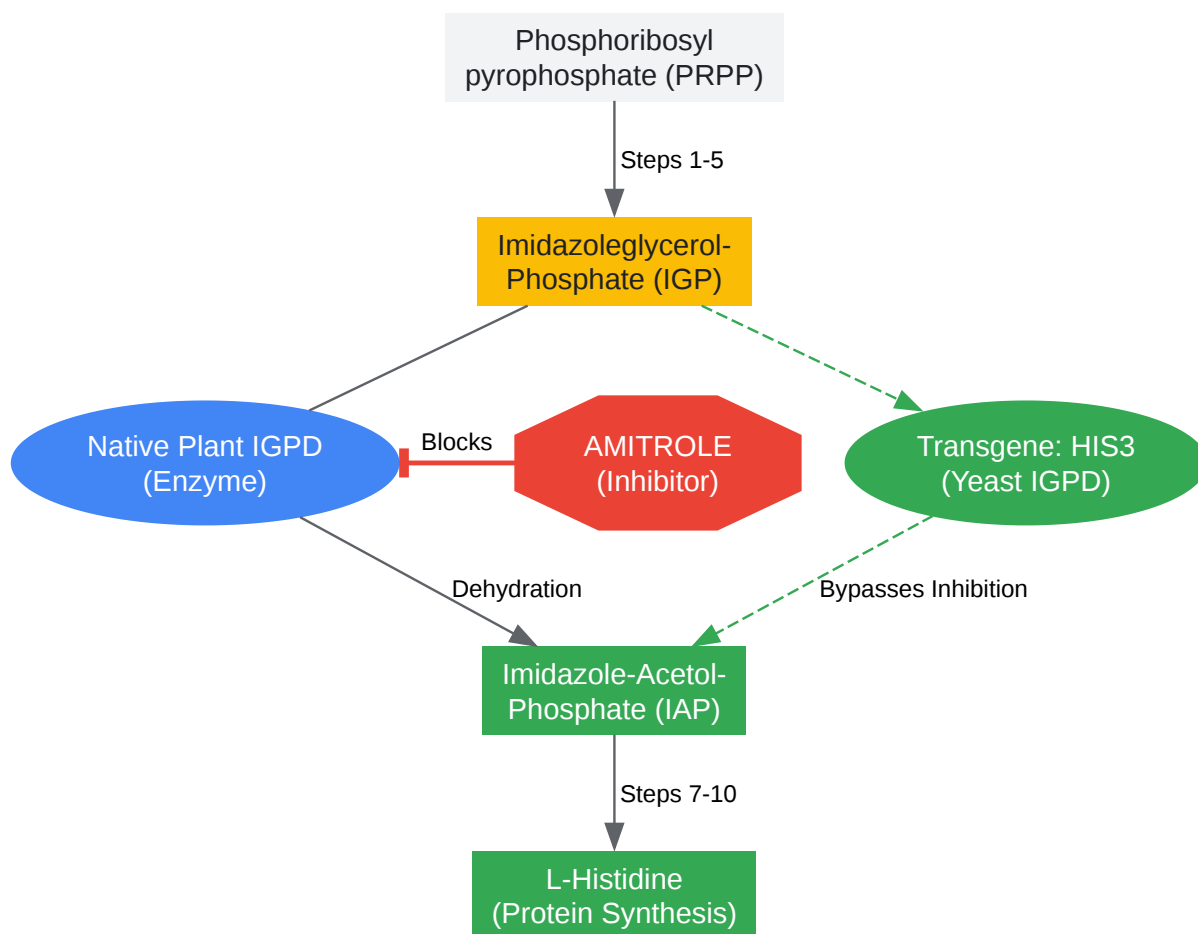 Phosphoribosyl
pyrophosphate (PRPP)
Steps 1-5
Imidazoleglycerol-
Phosphate (IGP)
Native Plant IGPD
(Enzyme)
Blocks
AMITROLE
(Inhibitor)
Transgene: HIS3
(Yeast IGPD)
Dehydration
Bypasses Inhibition
Imidazole-Acetol-
Phosphate (IAP)
Steps 7-10
L-Histidine
(Protein Synthesis)